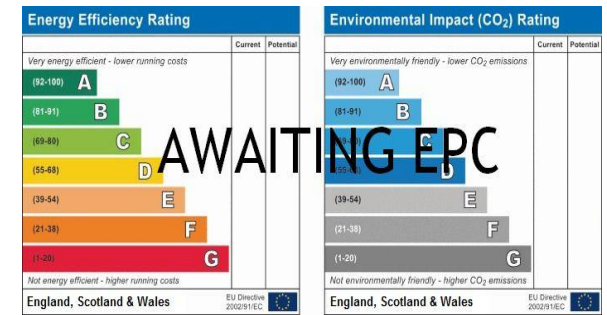 Energy Efficiency Rating
Current Potential
Very energy efficient - lower running costs
(92-100) A
(81-91) B
(69-80) C
(55-68) D
(39-54) E
(21-38) F
(1-20) G
Not energy efficient - higher running costs
England, Scotland & Wales
EU Directive
2002/91/EC
Environmental Impact (CO₂) Rating
Current Potential
Very environmentally friendly - lower CO₂ emissions
(92-100) A
(81-91) B
C
D
(39-54) E
(21-38) F
(1-20) G
Not environmentally friendly - higher CO₂ emissions
England, Scotland & Wales
EU Directive
2002/91/EC
AWAITING EPC